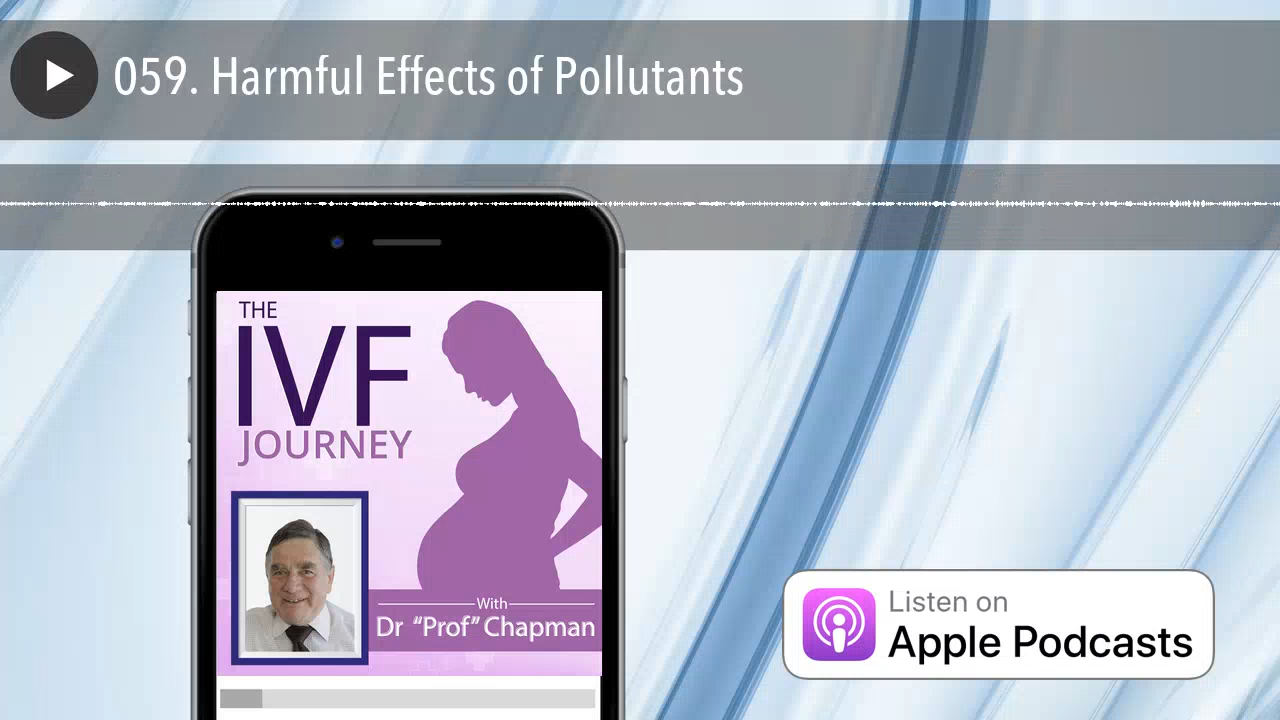 059. Harmful Effects of Pollutants
THE
IVF
JOURNEY
With
Dr “Prof” Chapman
Listen on
Apple Podcasts